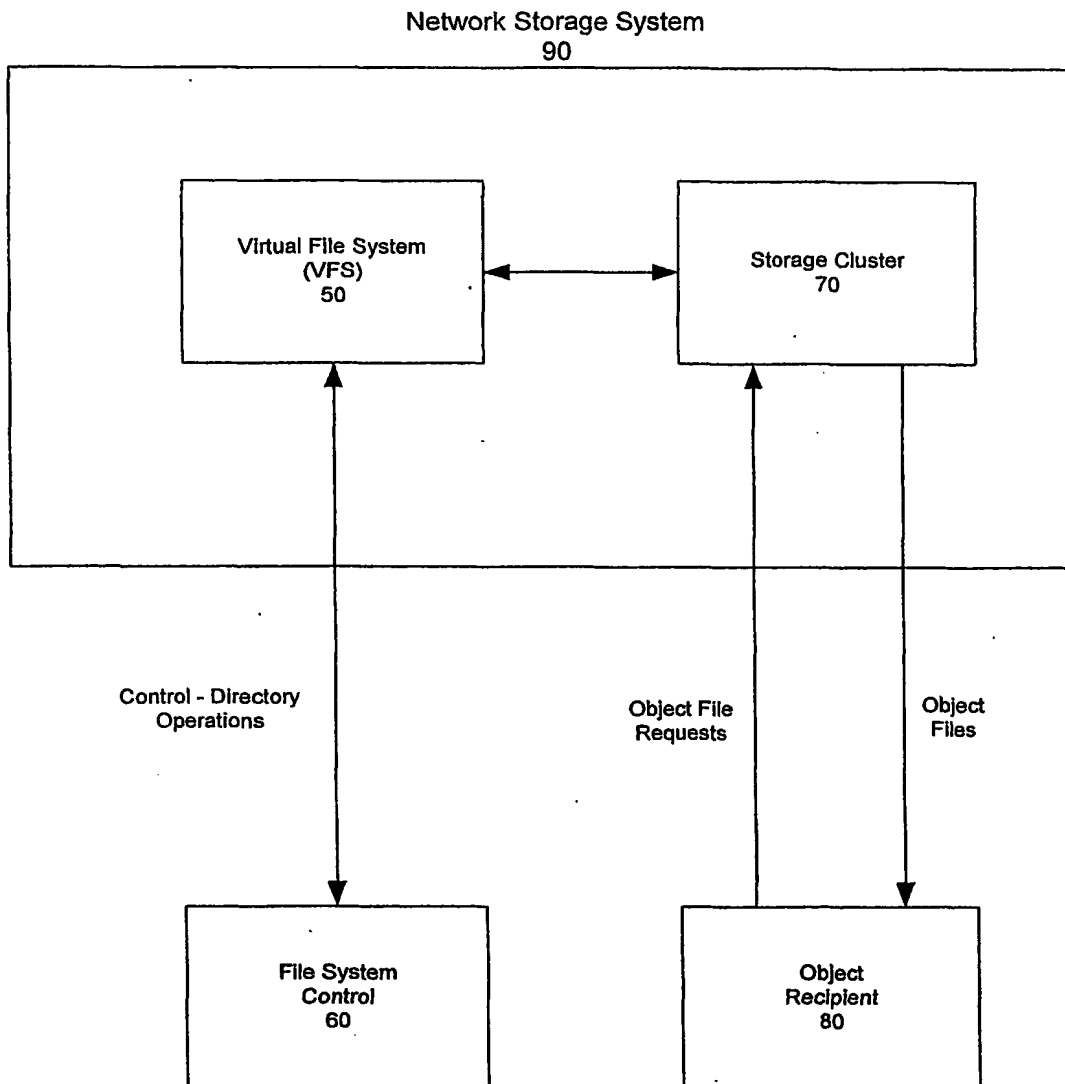 Network Storage System
90
Virtual File System
(VFS)
50
Storage Cluster
70
Control - Directory
Operations
Object File
Requests
Object
Files
File System
Control
60
Object
Recipient
80